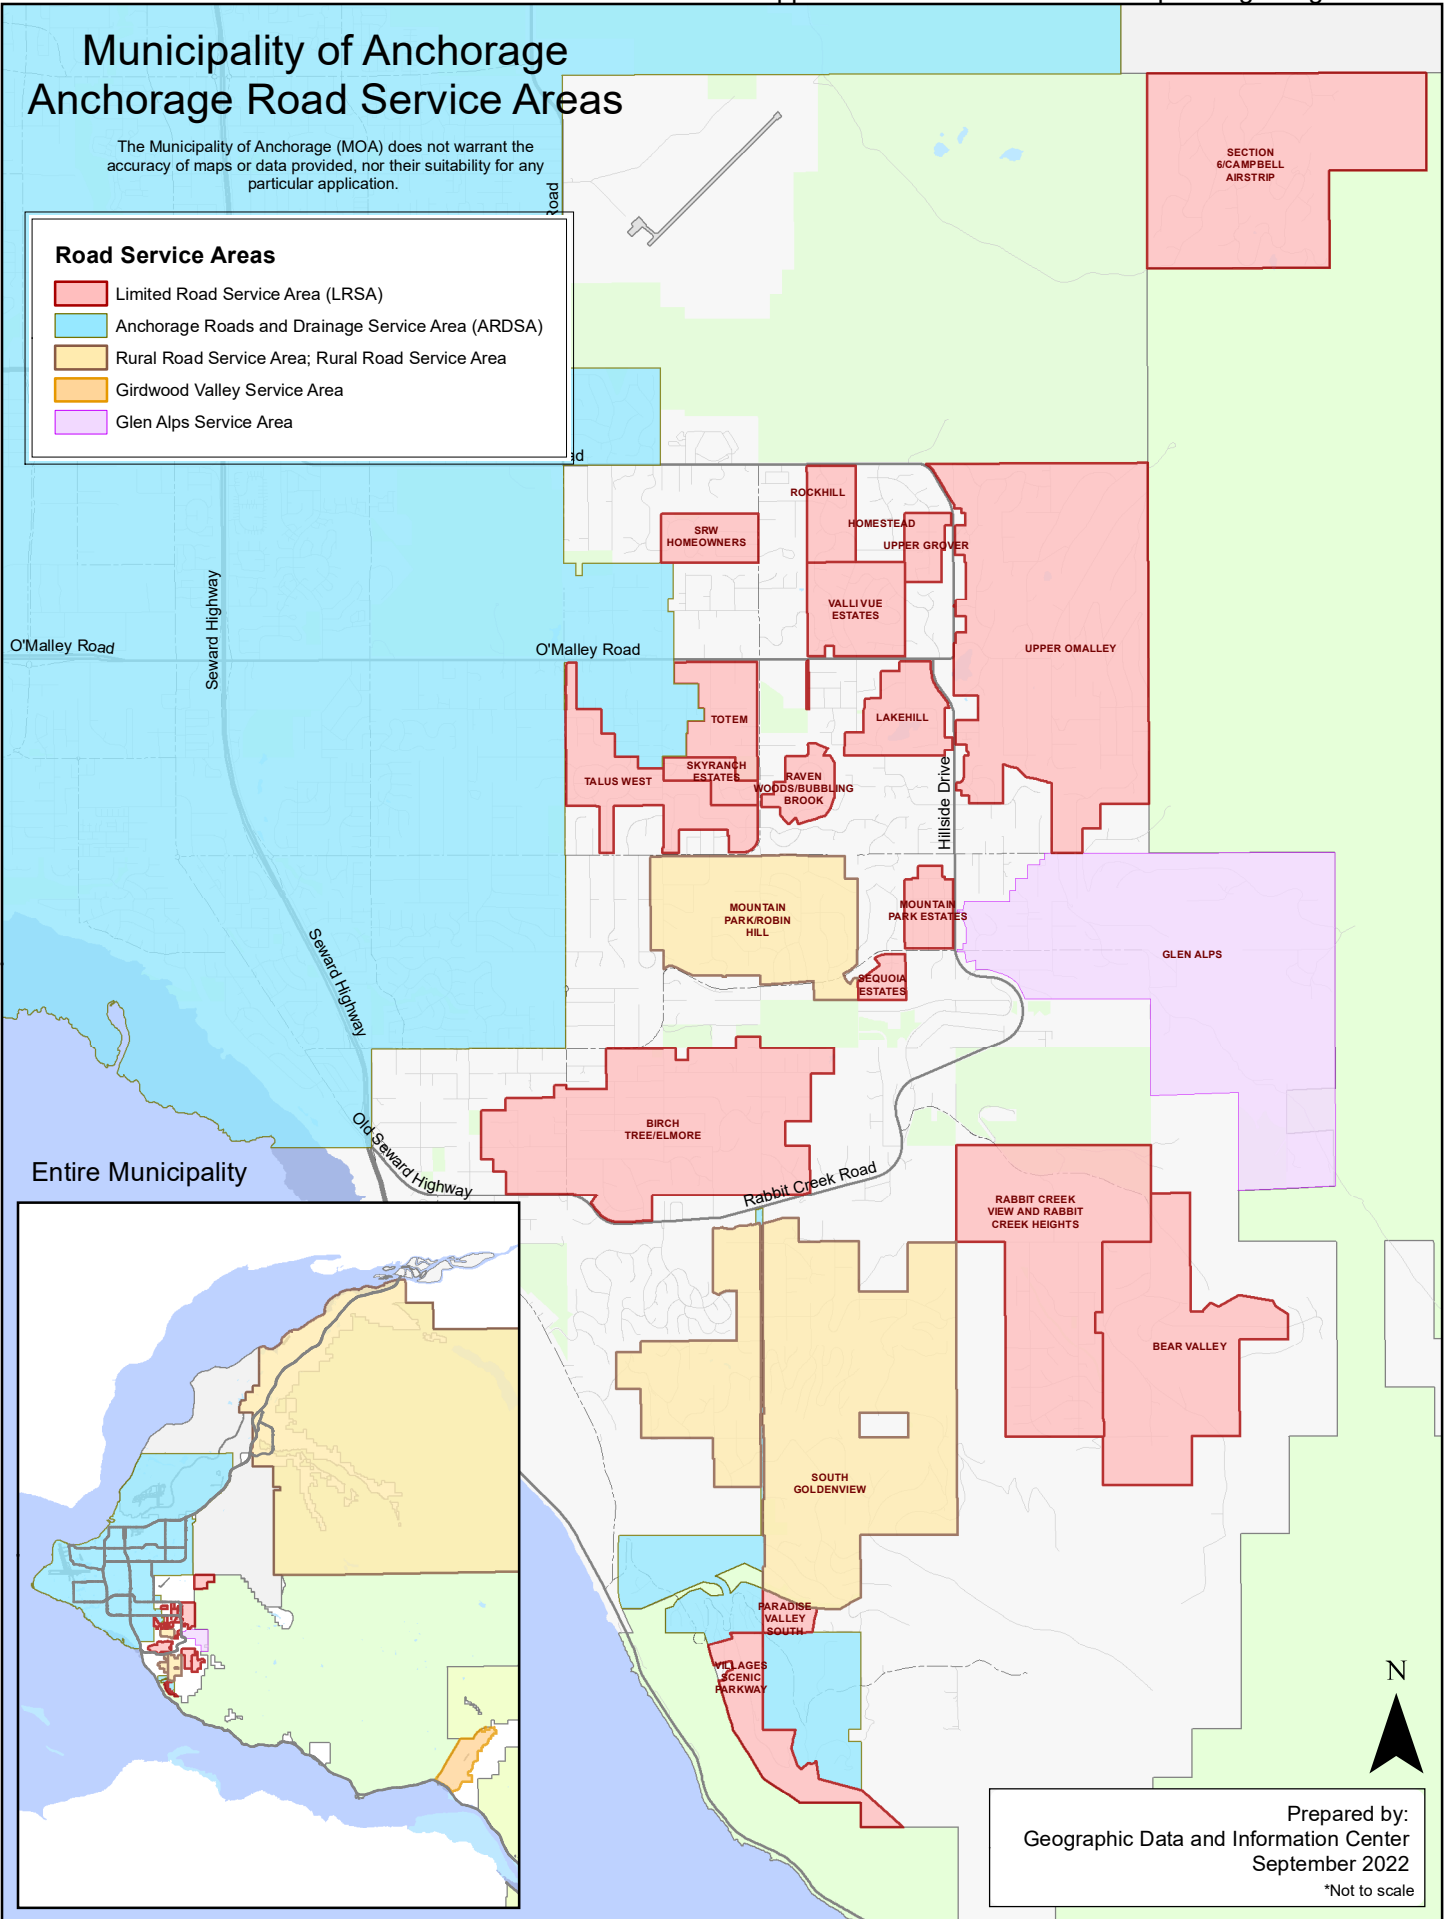 Municipality of Anchorage
Anchorage Road Service Areas
The Municipality of Anchorage (MOA) does not warrant the
accuracy of maps or data provided, nor their suitability for any
particular application.
Road
Road Service Areas
Limited Road Service Area (LRSA)
Anchorage Roads and Drainage Service Area (ARDSA)
Rural Road Service Area; Rural Road Service Area
Girdwood Valley Service Area
Glen Alps Service Area
ad
SECTION
6/CAMPBELL
AIRSTRIP
ROCKHILL
HOMESTEAD
SRW
HOMEOWNERS
UPPER GROVER
VALLI VUE
ESTATES
Seward Highway
O'Malley Road
O'Malley Road
UPPER OMALLEY
TOTEM
LAKEHILL
SKYRANCH
ESTATES
TALUS WEST
RAVEN
WOODS/BUBBLING
BROOK
Hillside Drive
MOUNTAIN
PARK/ROBIN
HILL
MOUNTAIN
PARK ESTATES
GLEN ALPS
SEQUOIA
ESTATES
Seward Highway
Old Seward Highway
BIRCH
TREE/ELMORE
Rabbit Creek Road
RABBIT CREEK
VIEW AND RABBIT
CREEK HEIGHTS
BEAR VALLEY
SOUTH
GOLDENVIEW
PARADISE
VALLEY
SOUTH
VILLAGES
SCENIC
PARKWAY
Entire Municipality
N
Prepared by:
Geographic Data and Information Center
September 2022
*Not to scale